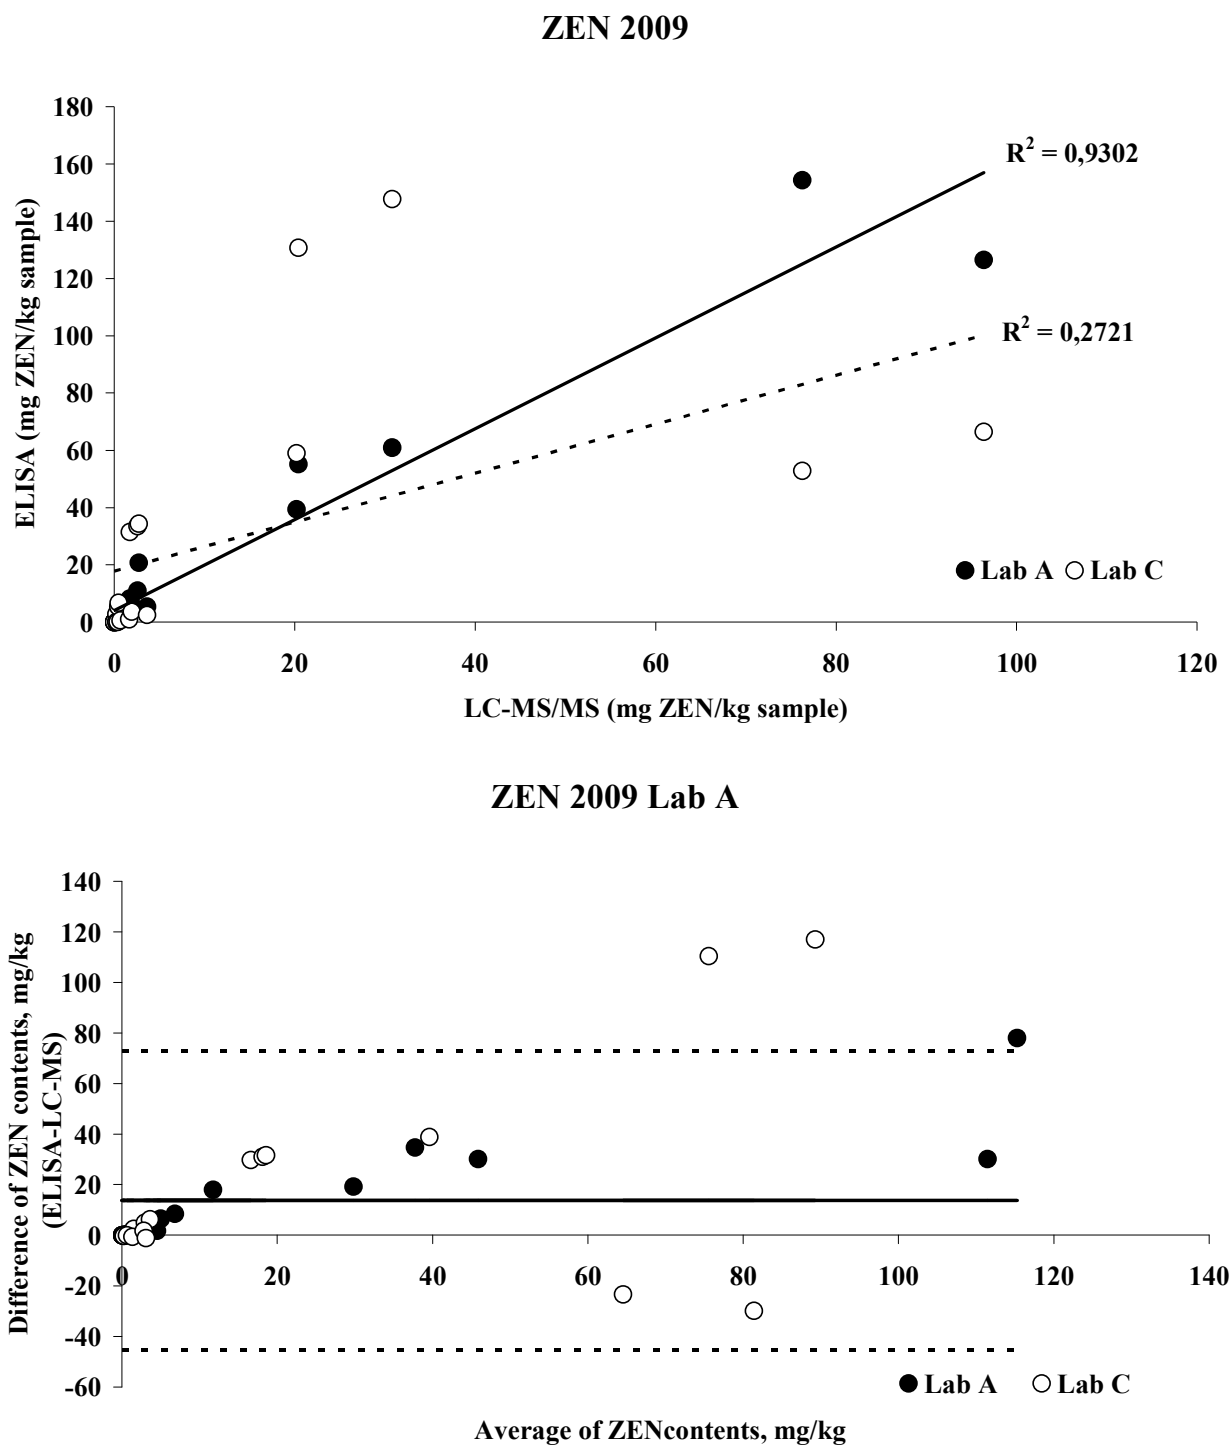 ZEN 2009
180
160
140
120
100
80
60
40
20
0
ELISA (mg ZEN/kg sample)
R² = 0,9302
R² = 0,2721
Lab A Lab C
0 20 40 60 80 100 120
LC-MS/MS (mg ZEN/kg sample)
ZEN 2009 Lab A
140
120
100
80
60
40
20
0
-20
-40
-60
Difference of ZEN contents, mg/kg
(ELISA-LC-MS)
0 20 40 60 80 100 120 140
Lab A Lab C
Average of ZENcontents, mg/kg